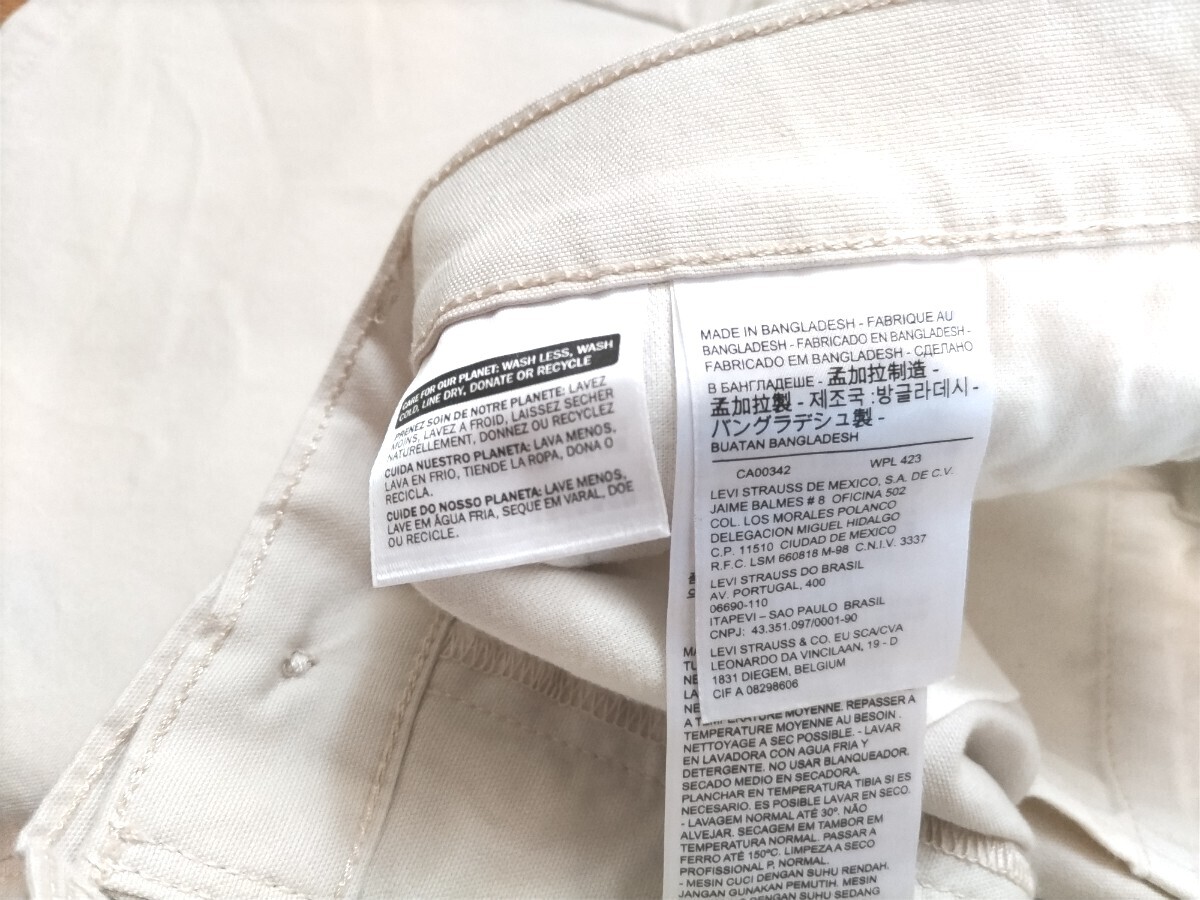 CARE FOR OUR PLANET: WASH LESS, WASH
COLD, LINE DRY, DONATE OR RECYCLE
PRENEZ SOIN DE NOTRE PLANETE: LAVEZ
MOINS, LAVEZ A FROID, LAISSEZ SECHER
NATURELLEMENT, DONNEZ OU RECYCLEZ
CUIDA NUESTRO PLANETA: LAVA MENOS,
LAVA EN FRIO, TIENDE LA ROPA, DONA O
RECICLA.
CUIDE DO NOSSO PLANETA: LAVE MENOS,
LAVE EM ÁGUA FRIA, SEQUE EM VARAL, DOE
OU RECICLE.
MADE IN BANGLADESH - FABRIQUE AU
BANGLADESH - FABRICADO EN BANGLADESH -
FABRICADO EM BANGLADESH - СДЕЛАНО
В БАНГЛАДЕШЕ - 孟加拉制造 -
孟加拉製 - 제조국 :방글라데시 -
バングラデシュ製 -
BUATAN BANGLADESH
CA00342 WPL 423
LEVI STRAUSS DE MEXICO, S.A. DE C.V.
JAIME BALMES # 8 OFICINA 502
COL. LOS MORALES POLANCO
DELEGACION MIGUEL HIDALGO
C.P. 11510 CIUDAD DE MEXICO
R.F.C. LSM 660818 M-98 C.N.I.V. 3337
LEVI STRAUSS DO BRASIL
AV. PORTUGAL, 400
06690-110
ITAPEVI – SAO PAULO BRASIL
CNPJ: 43.351.097/0001-90
LEVI STRAUSS & CO. EU SCA/CVA
LEONARDO DA VINCILAAN, 19 - D
1831 DIEGEM, BELGIUM
CIF A 08298606
A TEMPERATURE MOYENNE. REPASSER A
TEMPERATURE MOYENNE AU BESOIN .
NETTOYAGE A SEC POSSIBLE. - LAVAR
EN LAVADORA CON AGUA FRIA Y
DETERGENTE. NO USAR BLANQUEADOR.
SECADO MEDIO EN SECADORA.
PLANCHAR EN TEMPERATURA TIBIA SI ES
NECESARIO. ES POSIBLE LAVAR EN SECO.
- LAVAGEM NORMAL ATÉ 30º. NÃO
ALVEJAR. SECAGEM EM TAMBOR EM
TEMPERATURA NORMAL. PASSAR A
FERRO ATÉ 150ºC. LIMPEZA A SECO
PROFISSIONAL P, NORMAL.
- MESIN CUCI DENGAN SUHU RENDAH.
JANGAN GUNAKAN PEMUTIH. MESIN
DENGAN SUHU SEDANG